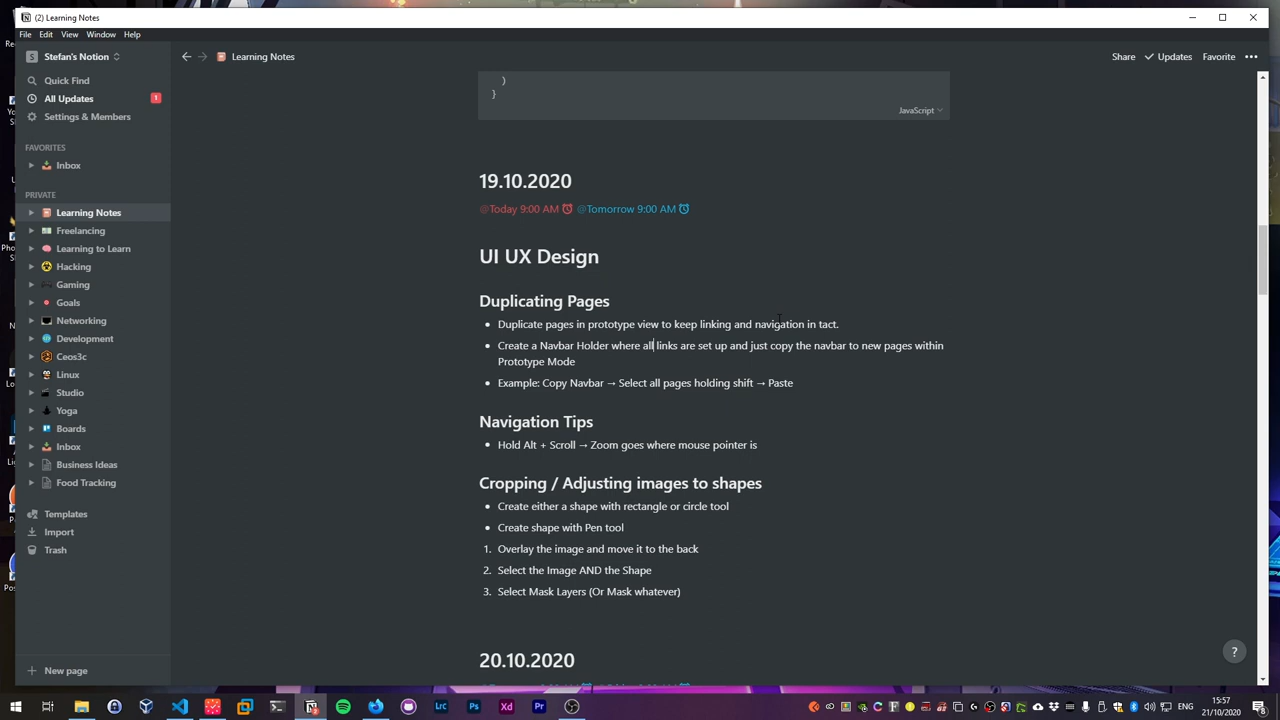 (2) Learning Notes
File Edit View Window Help
S Stefan's Notion
Learning Notes
Share Updates Favorite
Quick Find
All Updates 1
Settings & Members
FAVORITES
Inbox
PRIVATE
Learning Notes
Freelancing
Learning to Learn
Hacking
Gaming
Goals
Networking
Development
Ceos3c
Linux
Studio
Yoga
Boards
Inbox
Business Ideas
Food Tracking
Templates
Import
Trash
New page
)
}
JavaScript
19.10.2020
@Today 9:00 AM @Tomorrow 9:00 AM
UI UX Design
Duplicating Pages
• Duplicate pages in prototype view to keep linking and navigation in tact.
• Create a Navbar Holder where all links are set up and just copy the navbar to new pages within
Prototype Mode
• Example: Copy Navbar → Select all pages holding shift → Paste
Navigation Tips
• Hold Alt + Scroll → Zoom goes where mouse pointer is
Cropping / Adjusting images to shapes
• Create either a shape with rectangle or circle tool
• Create shape with Pen tool
1. Overlay the image and move it to the back
2. Select the Image AND the Shape
3. Select Mask Layers (Or Mask whatever)
20.10.2020
?
Lrc Ps Xd Pr
ENG
15:57
21/10/2020